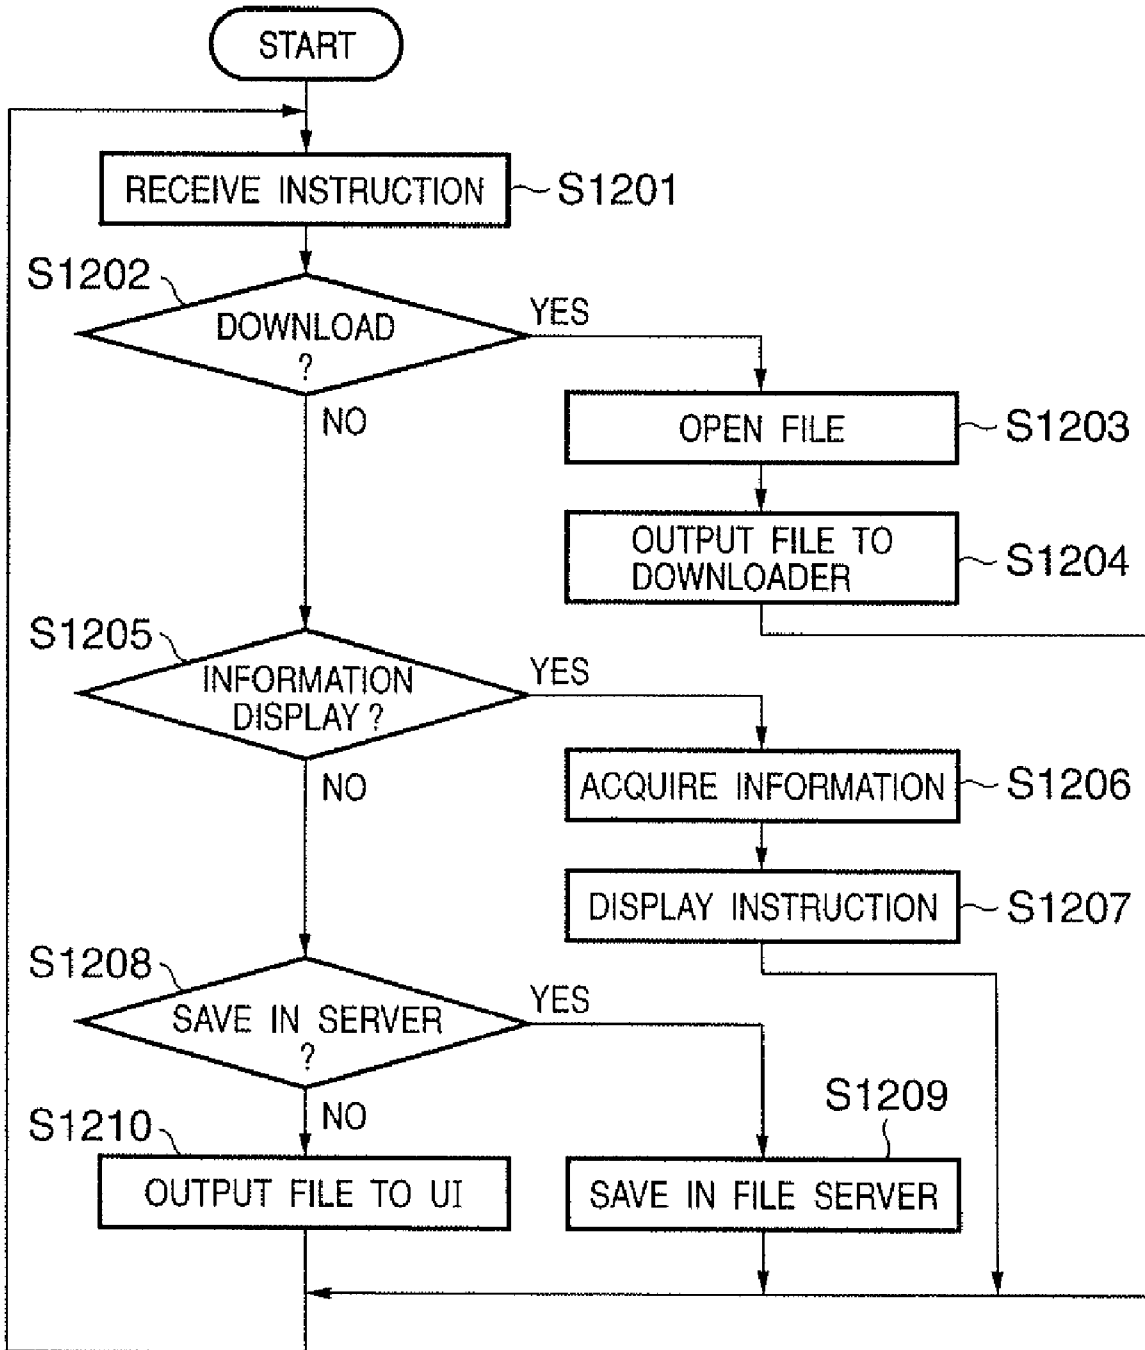 START
RECEIVE INSTRUCTION
S1201
S1202
DOWNLOAD
?
YES
NO
OPEN FILE
S1203
OUTPUT FILE TO
DOWNLOADER
S1204
S1205
INFORMATION
DISPLAY ?
YES
NO
ACQUIRE INFORMATION
S1206
DISPLAY INSTRUCTION
S1207
S1208
SAVE IN SERVER
?
YES
NO
S1209
SAVE IN FILE SERVER
S1210
OUTPUT FILE TO UI